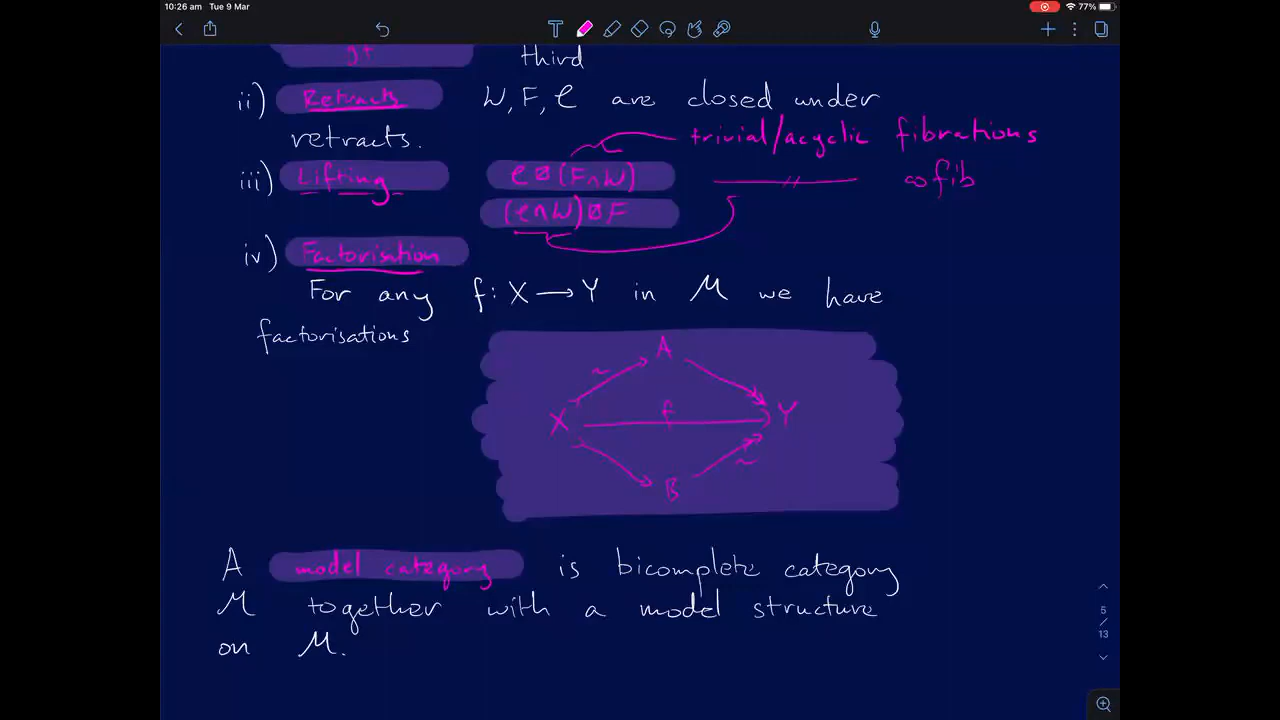 10:26 am Tue 9 Mar
77%
third
ii) Retracts W, F, C are closed under
retracts.
trivial/acyclic fibrations
iii) Lifting C ⧄ (F∩W) —//— cofib
(C∩W) ⧄ F
iv) Factorisation
For any f: X → Y in M we have
factorisations
A
~
X f Y
~
B
A model category is bicomplete category
M together with a model structure
on M.
5
/
13